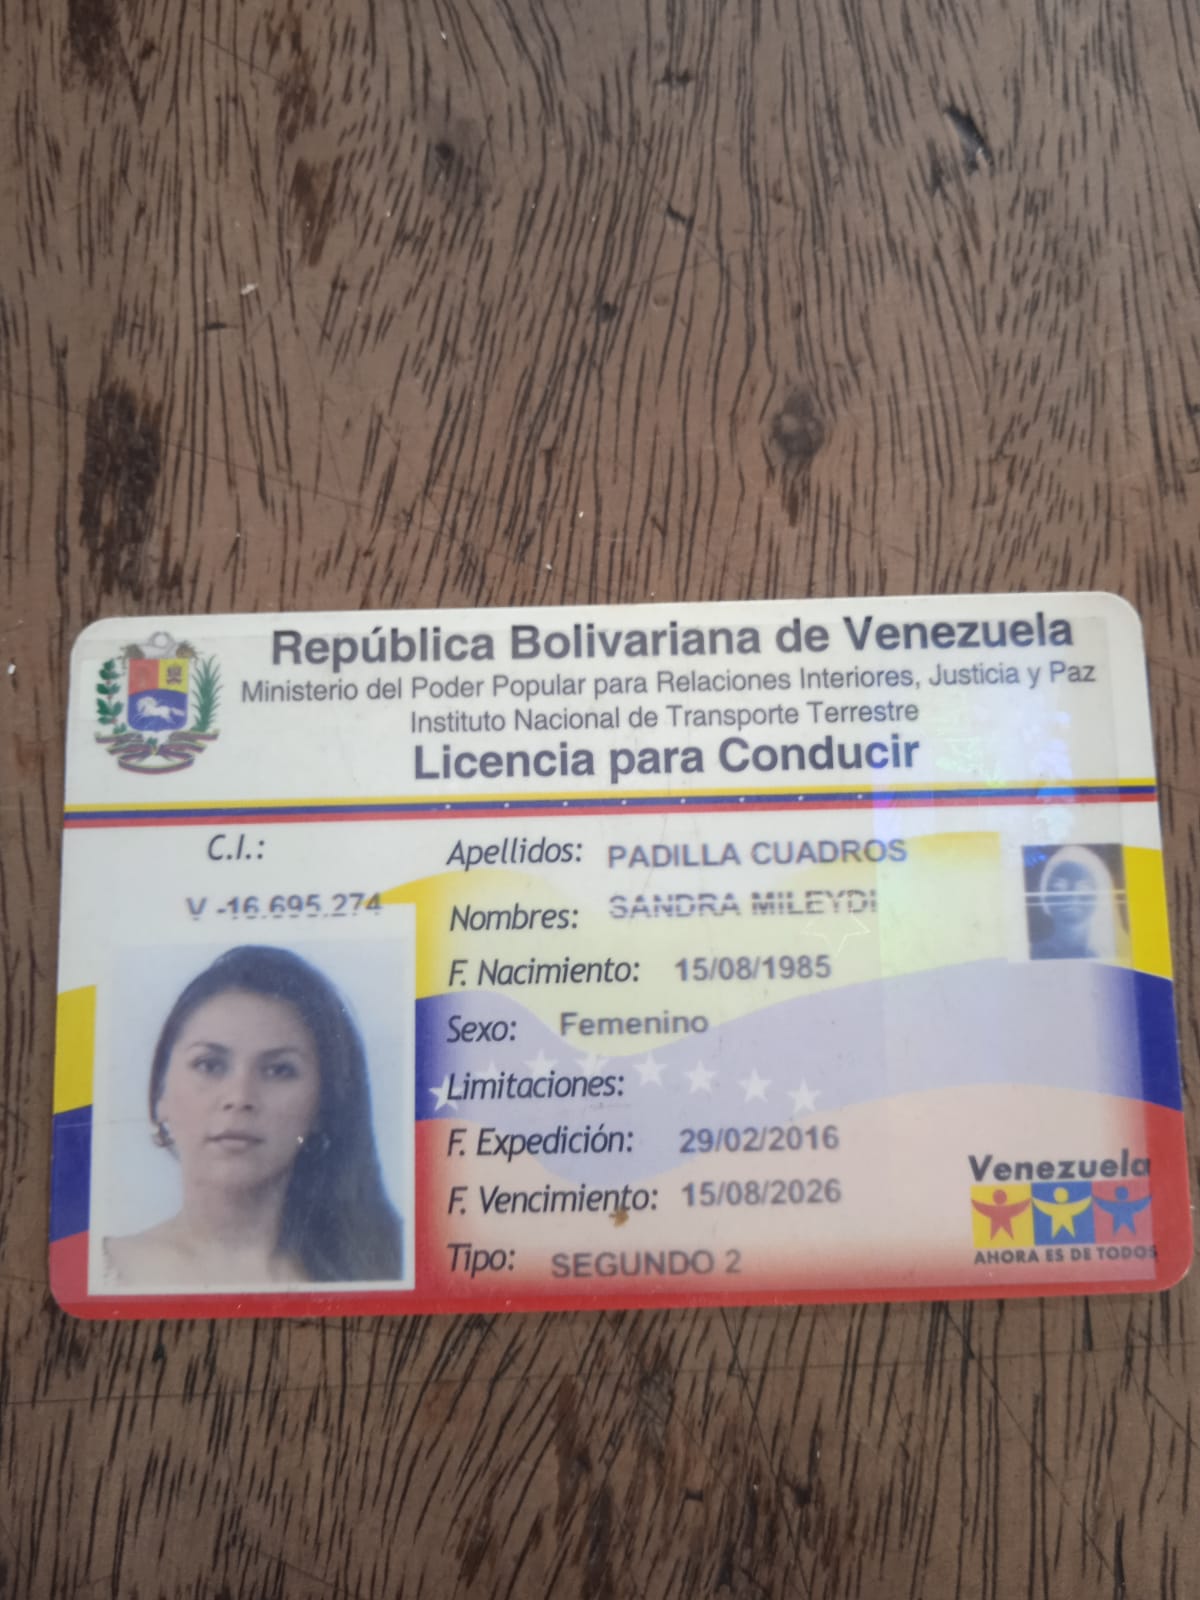 República Bolivariana de Venezuela
Ministerio del Poder Popular para Relaciones Interiores, Justicia y Paz
Instituto Nacional de Transporte Terrestre
Licencia para Conducir
C.I.:
V -16.695.274
Apellidos: PADILLA CUADROS
Nombres: SANDRA MILEYDI
F. Nacimiento: 15/08/1985
Sexo: Femenino
Limitaciones:
F. Expedición: 29/02/2016
F. Vencimiento: 15/08/2026
Tipo: SEGUNDO 2
Venezuela
AHORA ES DE TODOS